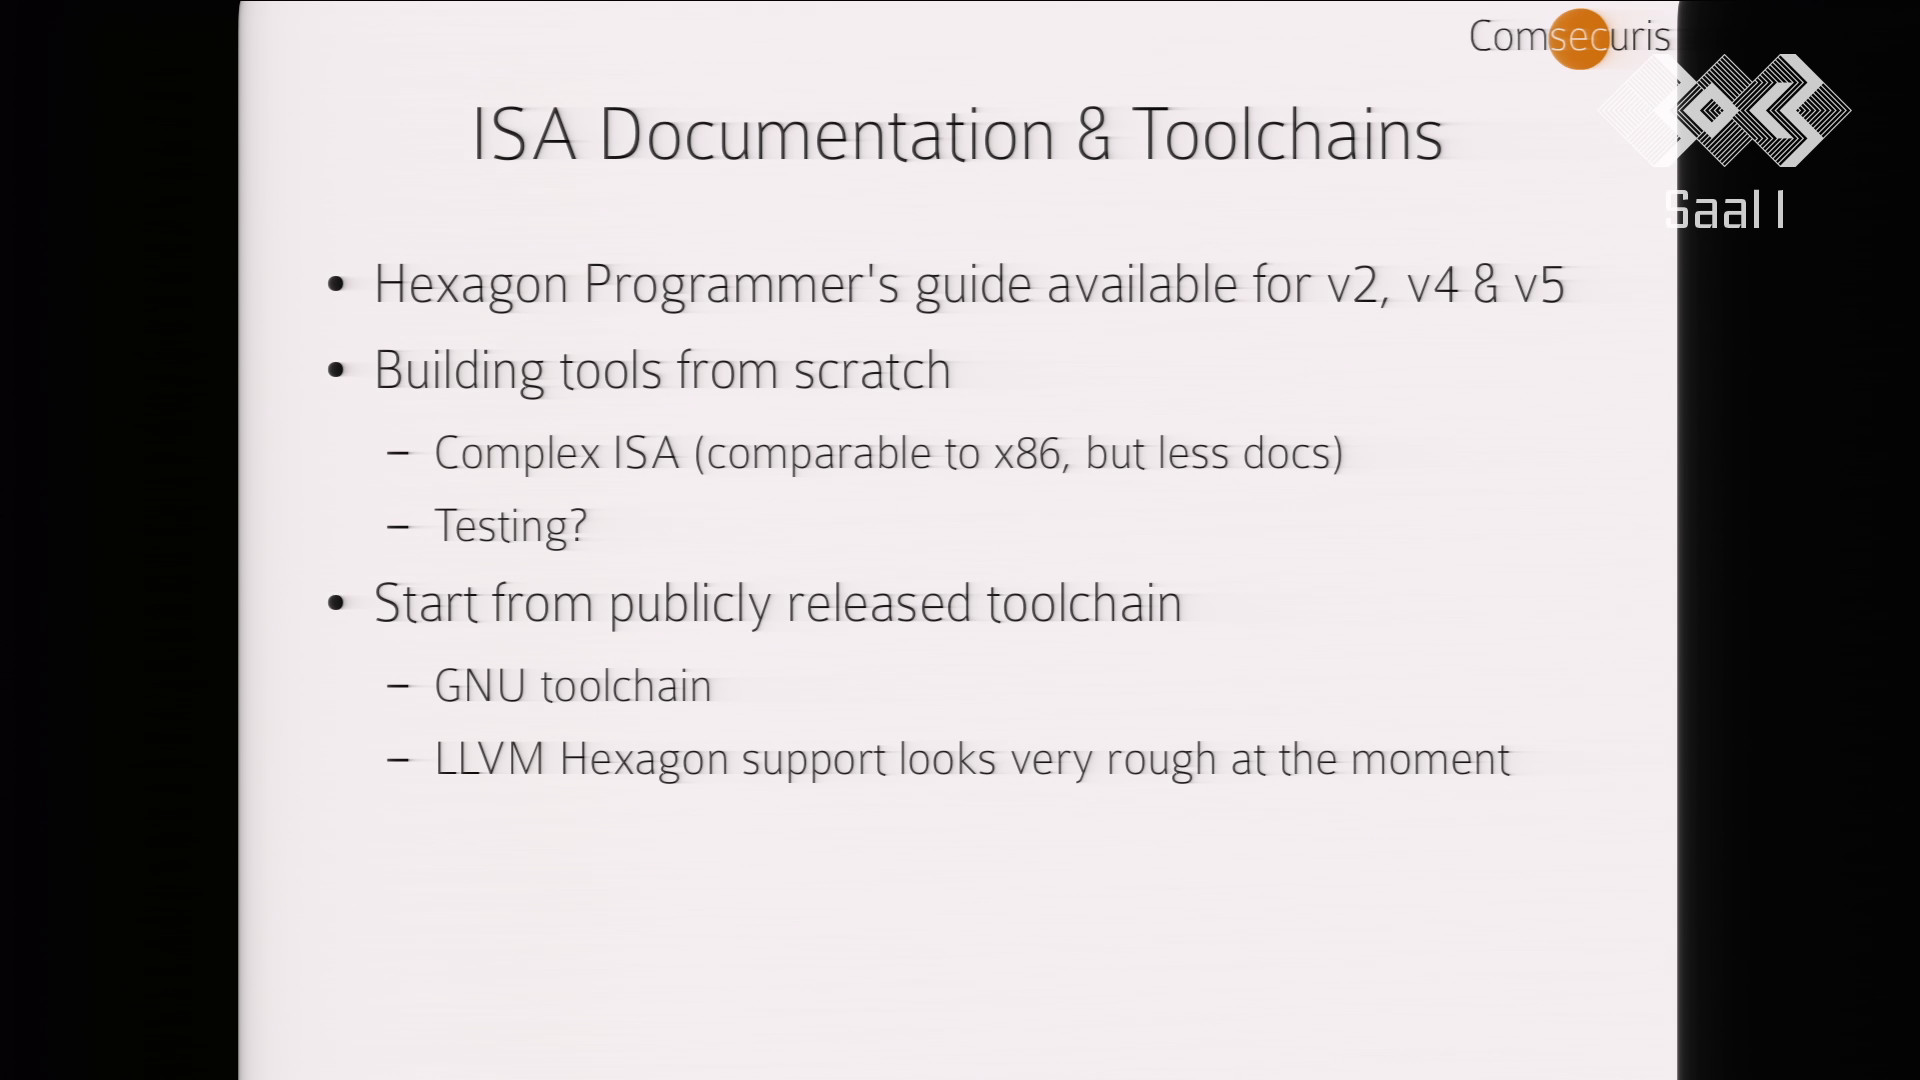 Comsecuris
ISA Documentation & Toolchains
Saal 1
• Hexagon Programmer's guide available for v2, v4 & v5
• Building tools from scratch
– Complex ISA (comparable to x86, but less docs)
– Testing?
• Start from publicly released toolchain
– GNU toolchain
– LLVM Hexagon support looks very rough at the moment